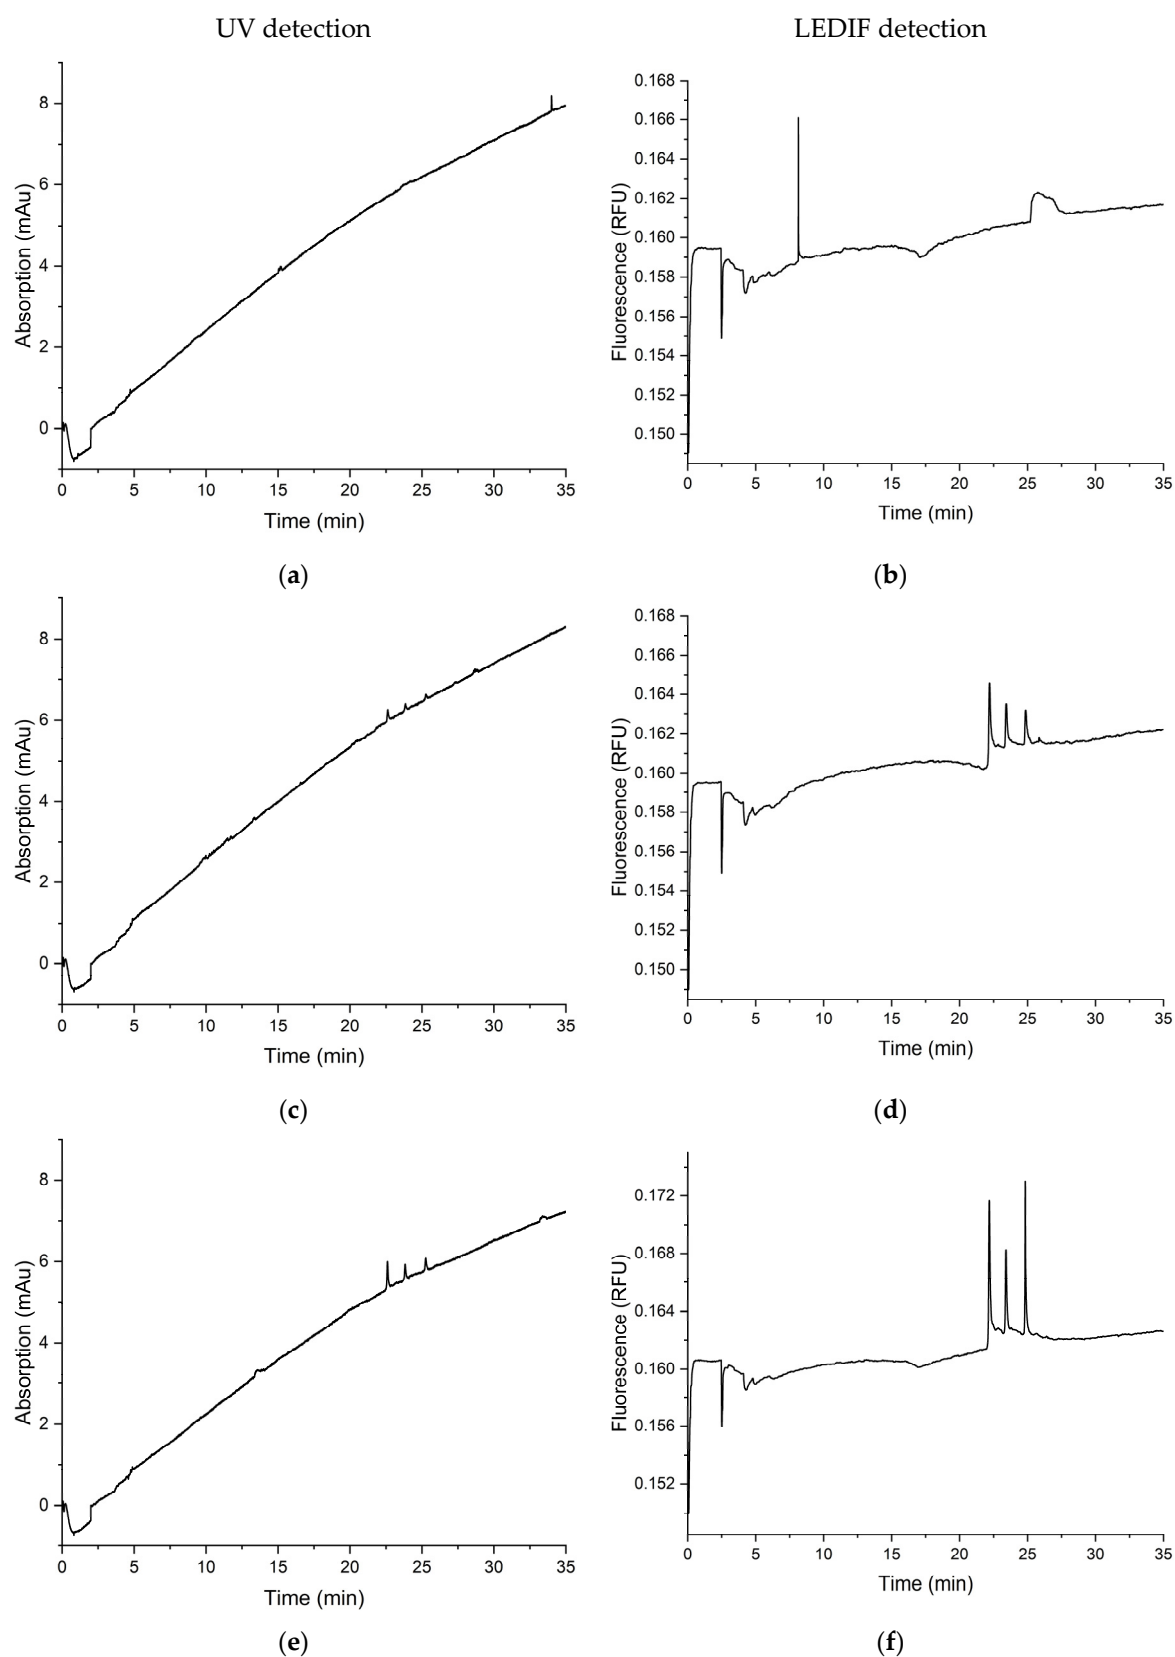 UV detection
LEDIF detection
8
6
4
2
0
Absorption (mAu)
0 5 10 15 20 25 30 35
Time (min)
(a)
0.168
0.166
0.164
0.162
0.160
0.158
0.156
0.154
0.152
0.150
Fluorescence (RFU)
0 5 10 15 20 25 30 35
Time (min)
(b)
8
6
4
2
0
Absorption (mAu)
0 5 10 15 20 25 30 35
Time (min)
(c)
0.168
0.166
0.164
0.162
0.160
0.158
0.156
0.154
0.152
0.150
Fluorescence (RFU)
0 5 10 15 20 25 30 35
Time (min)
(d)
8
6
4
2
0
Absorption (mAu)
0 5 10 15 20 25 30 35
Time (min)
(e)
0.172
0.168
0.164
0.160
0.156
0.152
Fluorescence (RFU)
0 5 10 15 20 25 30 35
Time (min)
(f)